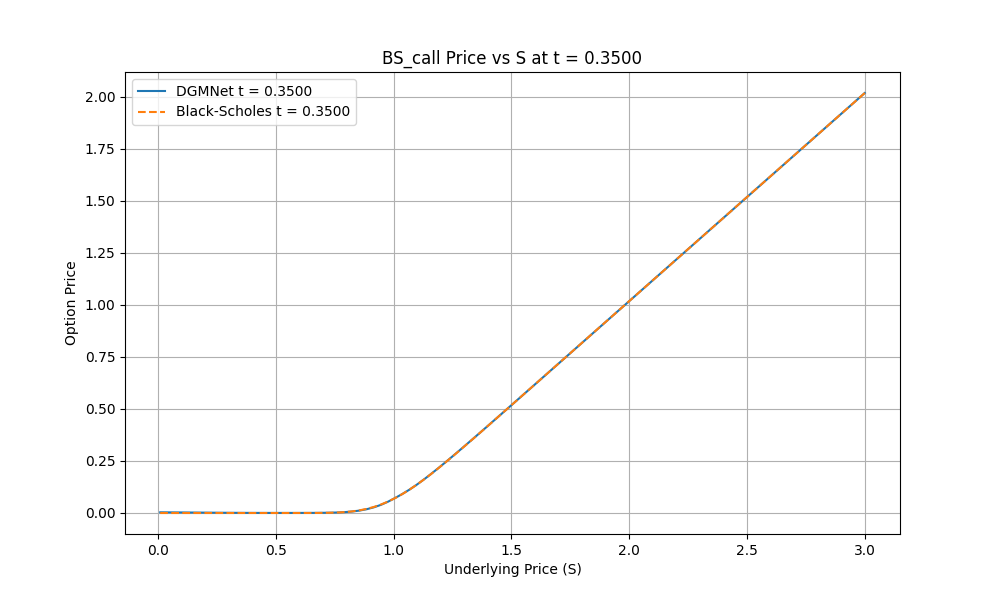 BS_call Price vs S at t = 0.3500
DGMNet t = 0.3500
Black-Scholes t = 0.3500
Option Price
2.00
1.75
1.50
1.25
1.00
0.75
0.50
0.25
0.00
0.0 0.5 1.0 1.5 2.0 2.5 3.0
Underlying Price (S)